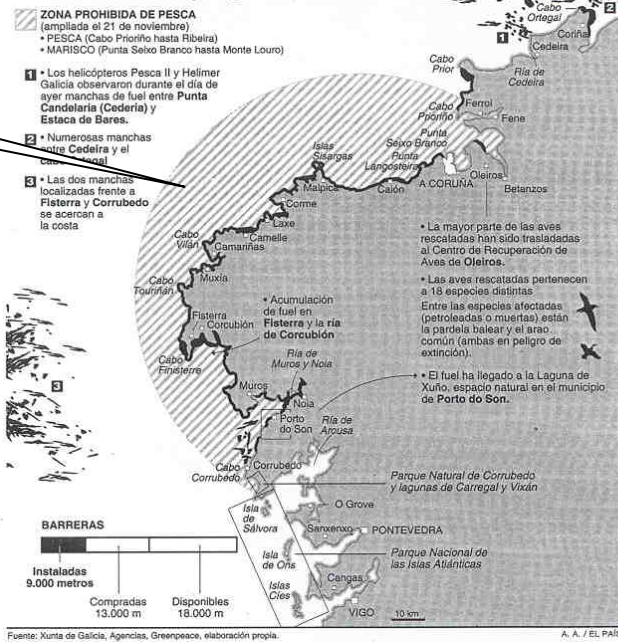 ZONA PROHIBIDA DE PESCA
(ampliada el 21 de noviembre)
• PESCA (Cabo Prioriño hasta Ribeira)
• MARISCO (Punta Seixo Branco hasta Monte Louro)
1 • Los helicópteros Pesca II y Helimer
Galicia observaron durante el día de
ayer manchas de fuel entre Punta
Candelaria (Cederia) y
Estaca de Bares.
2 • Numerosas manchas
entre Cedeira y el
Cabo Ortegal
3 • Las dos manchas
localizadas frente a
Fisterra y Corrubedo
se acercan a
la costa
Cabo
Ortegal
2
1
Coriña
Cedeira
Cabo
Prior
Ría de
Cedeira
Cabo
Prioriño
Ferrol
Fene
Punta
Seixo Branco
Islas
Sisargas
Punta
Langosteira
Oleiros
A CORUÑA
Betanzos
Malpica
Caión
Corme
Laxe
Camelle
Cabo
Vilán
Camariñas
Muxía
Cabo
Touriñán
Fisterra
Corcubión
Cabo
Finisterre
• Acumulación
de fuel en
Fisterra y la ría
de Corcubión
• La mayor parte de las aves
rescatadas han sido trasladadas
al Centro de Recuperación de
Aves de Oleiros.
• Las aves rescatadas pertenecen
a 18 especies distintas
Entre las especies afectadas
(petroleadas o muertas) están
la pardela balear y el arao
común (ambas en peligro de
extinción).
Ría de
Muros y Noia
3
Muros
Noia
Porto
do Son
• El fuel ha llegado a la Laguna de
Xuño, espacio natural en el municipio
de Porto do Son.
Ría de
Arousa
Cabo
Corrubedo
Corrubedo
Parque Natural de Corrubedo
y lagunas de Carregal y Vixán
Isla
de
Sálvora
O Grove
Sanxenxo
PONTEVEDRA
Isla
de Ons
Parque Nacional de
las Islas Atlánticas
Islas
Cíes
Cangas
VIGO
10 km
BARRERAS
Instaladas
9.000 metros
Compradas
13.000 m
Disponibles
18.000 m
Fuente: Xunta de Galicia, Agencias, Greenpeace, elaboración propia.
A. A. / EL PAÍS